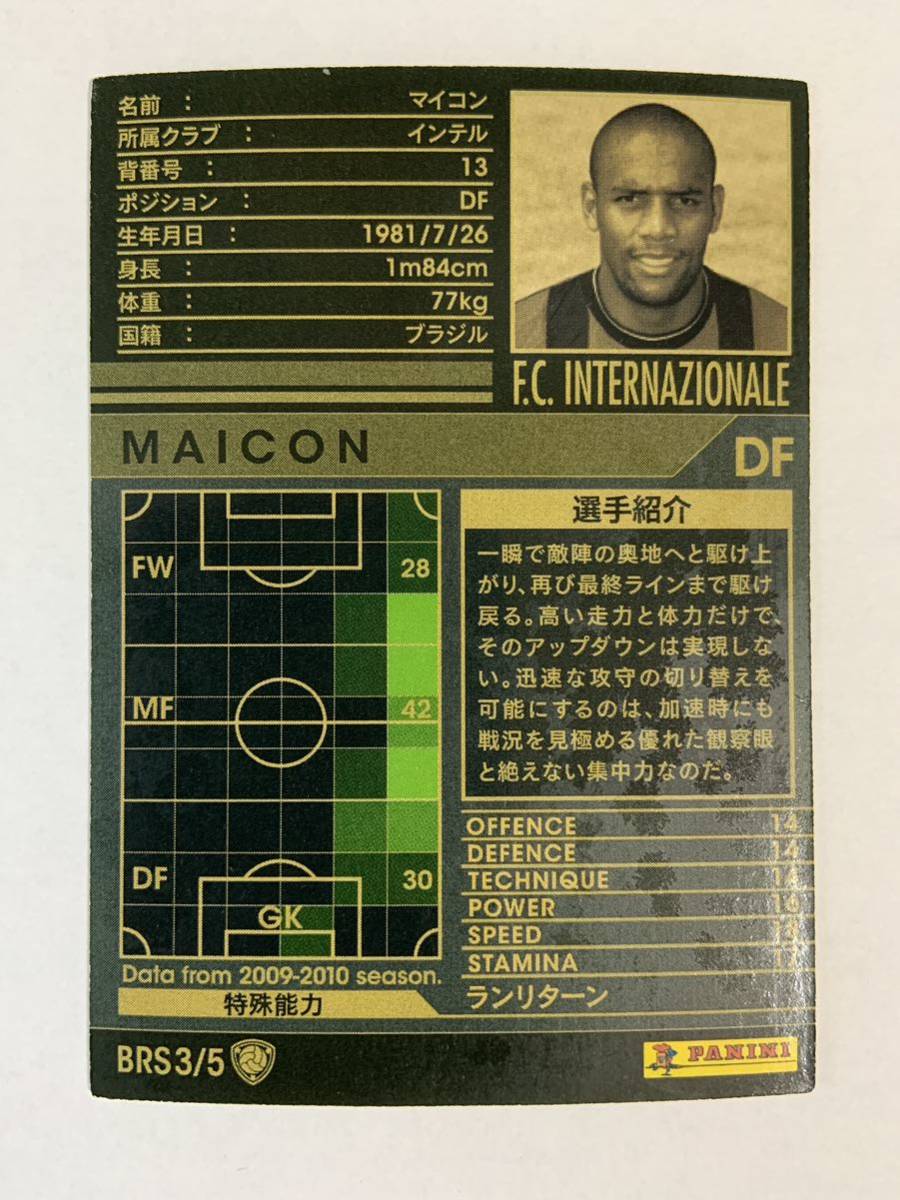 名前 : マイコン
所属クラブ : インテル
背番号 : 13
ポジション : DF
生年月日 : 1981/7/26
身長 : 1m84cm
体重 : 77kg
国籍 : ブラジル
F.C. INTERNAZIONALE
MAICON
DF
FW 28
MF 42
DF 30
GK
Data from 2009-2010 season.
選手紹介
一瞬で敵陣の奥地へと駆け上
がり、再び最終ラインまで駆け
戻る。高い走力と体力だけで、
そのアップダウンは実現しな
い。迅速な攻守の切り替えを
可能にするのは、加速時にも
戦況を見極める優れた観察眼
と絶えない集中力なのだ。
OFFENCE 14
DEFENCE 14
TECHNIQUE
POWER 16
SPEED
STAMINA
特殊能力 ランリターン
BRS3/5
PANINI